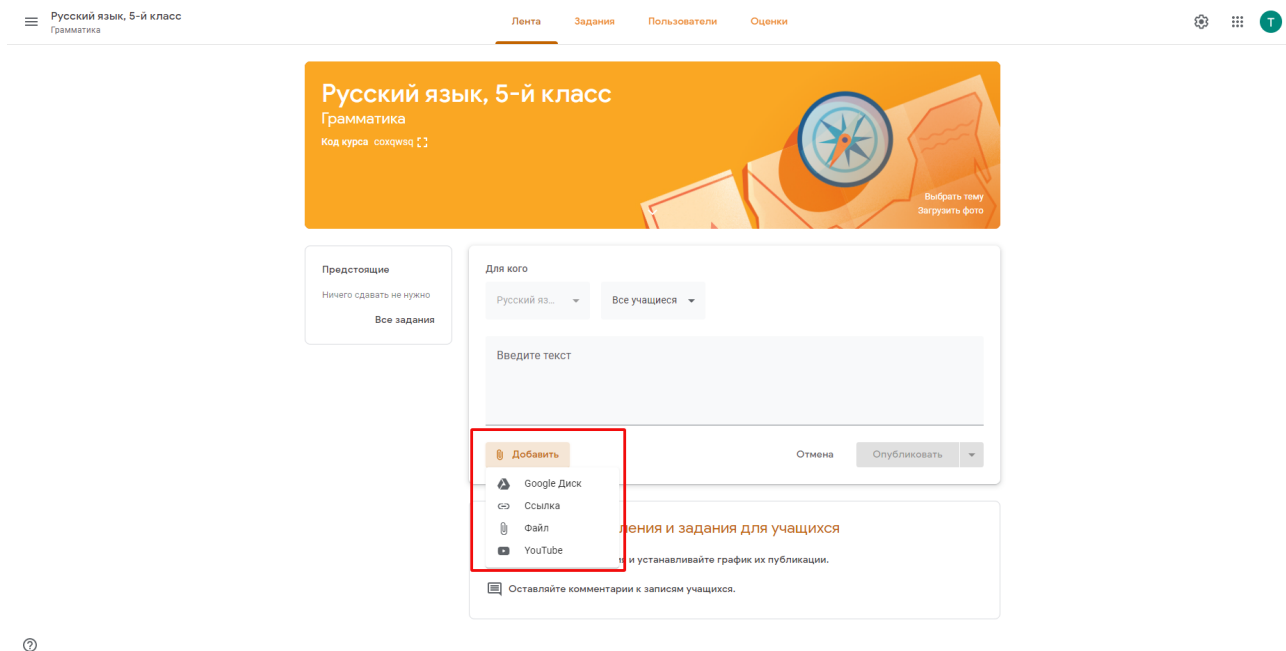 Русский язык, 5-й класс
Грамматика
Лента Задания Пользователи Оценки
T
Русский язык, 5-й класс
Грамматика
Код курса coxqwsq
Выбрать тему
Загрузить фото
Предстоящие
Ничего сдавать не нужно
Все задания
Для кого
Русский яз... Все учащиеся
Введите текст
Добавить Отмена Опубликовать
Google Диск
Ссылка
Файл
YouTube
и задания для учащихся
и устанавливайте график их публикации.
Оставляйте комментарии к записям учащихся.